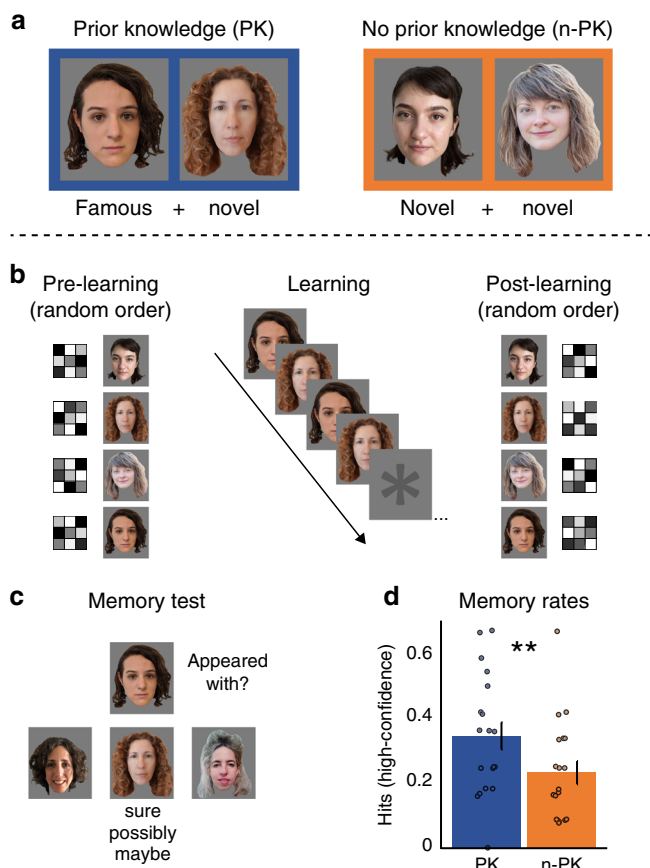 a
Prior knowledge (PK)
No prior knowledge (n-PK)
Famous + novel
Novel + novel
b
Pre-learning
(random order)
Learning
Post-learning
(random order)
*
...
c
Memory test
Appeared
with?
sure
possibly
maybe
d
Memory rates
**
Hits (high-confidence)
0.6
0.4
0.2
0
PK
n-PK